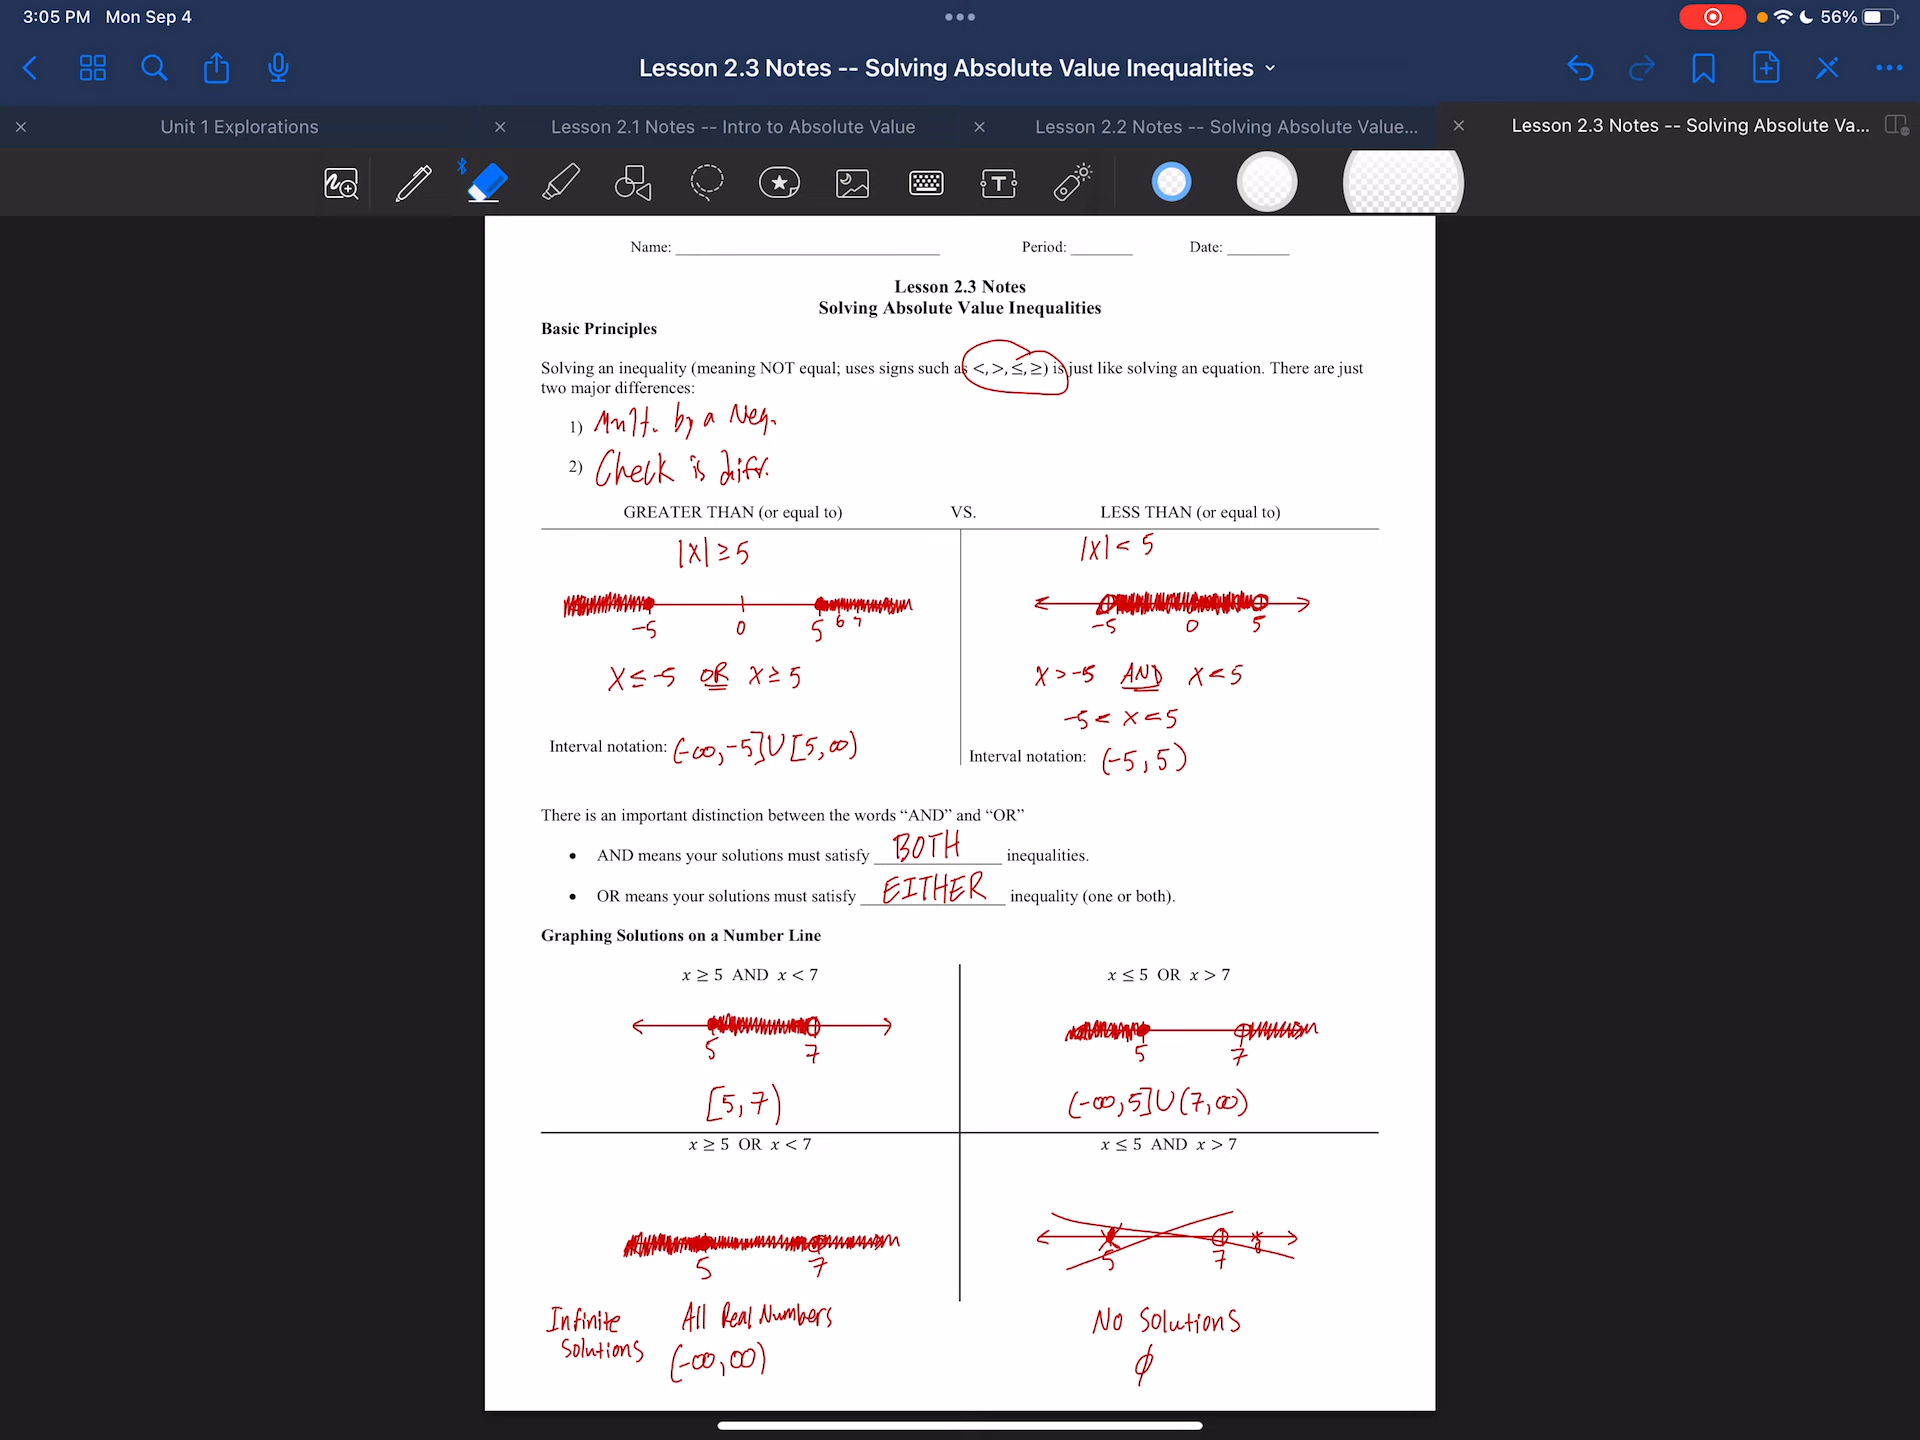 3:05 PM Mon Sep 4
56%
Lesson 2.3 Notes -- Solving Absolute Value Inequalities
Unit 1 Explorations
Lesson 2.1 Notes -- Intro to Absolute Value
Lesson 2.2 Notes -- Solving Absolute Value...
Lesson 2.3 Notes -- Solving Absolute Va...
Name: ____ Period: ____ Date: ____
Lesson 2.3 Notes
Solving Absolute Value Inequalities
Basic Principles
Solving an inequality (meaning NOT equal; uses signs such as <, >, ≤, ≥) is just like solving an equation. There are just
two major differences:
1) Mult. by a Neg.
2) Check is diff.
GREATER THAN (or equal to) VS. LESS THAN (or equal to)
|x| ≥ 5
-5 0 5 6 7
x ≤ -5 OR x ≥ 5
Interval notation: (-∞, -5] U [5, ∞)
|x| < 5
-5 0 5
x > -5 AND x < 5
-5 < x < 5
Interval notation: (-5, 5)
There is an important distinction between the words “AND” and “OR”
• AND means your solutions must satisfy BOTH inequalities.
• OR means your solutions must satisfy EITHER inequality (one or both).
Graphing Solutions on a Number Line
x ≥ 5 AND x < 7
5 7
[5, 7)
x ≤ 5 OR x > 7
5 7
(-∞, 5] U (7, ∞)
x ≥ 5 OR x < 7
5 7
Infinite Solutions
All Real Numbers
(-∞, ∞)
x ≤ 5 AND x > 7
5 7 8
No Solutions
∅